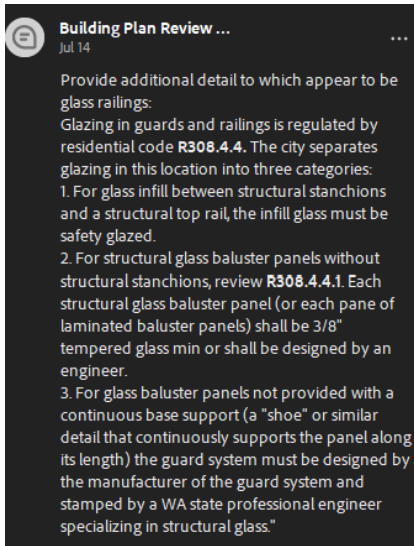 Building Plan Review ...
Jul 14
Provide additional detail to which appear to be
glass railings:
Glazing in guards and railings is regulated by
residential code R308.4.4. The city separates
glazing in this location into three categories:
1. For glass infill between structural stanchions
and a structural top rail, the infill glass must be
safety glazed.
2. For structural glass baluster panels without
structural stanchions, review R308.4.4.1. Each
structural glass baluster panel (or each pane of
laminated baluster panels) shall be 3/8"
tempered glass min or shall be designed by an
engineer.
3. For glass baluster panels not provided with a
continuous base support (a "shoe" or similar
detail that continuously supports the panel along
its length) the guard system must be designed by
the manufacturer of the guard system and
stamped by a WA state professional engineer
specializing in structural glass."